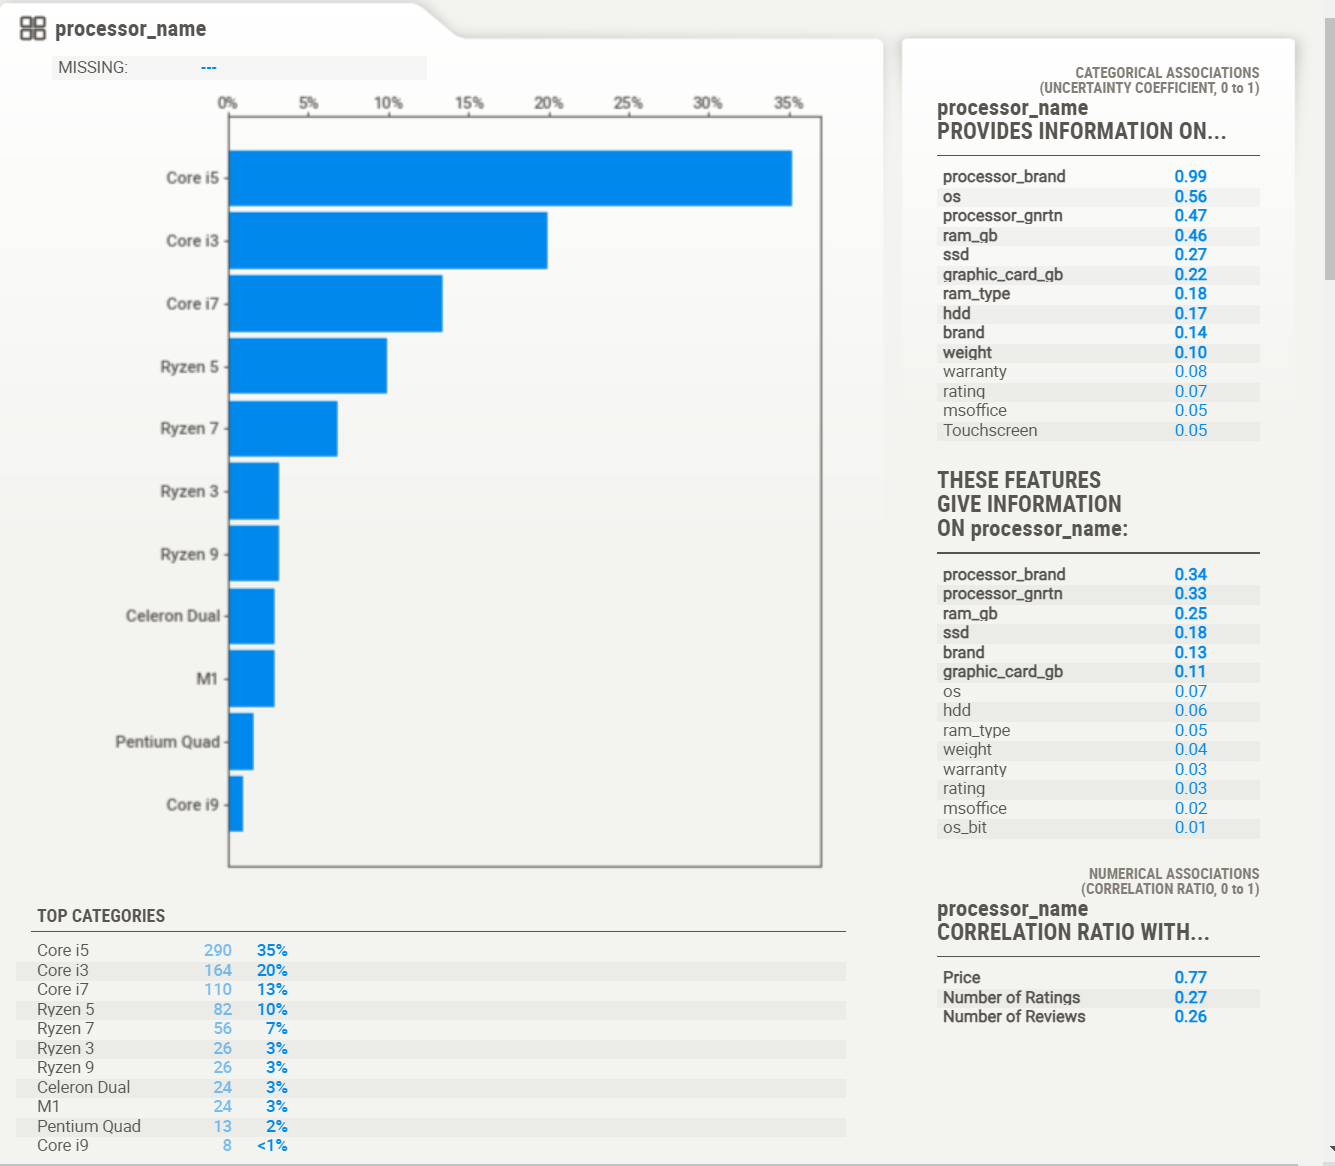 processor_name
MISSING: ---
0% 5% 10% 15% 20% 25% 30% 35%
Core i5
Core i3
Core i7
Ryzen 5
Ryzen 7
Ryzen 3
Ryzen 9
Celeron Dual
M1
Pentium Quad
Core i9
TOP CATEGORIES
Core i5 290 35%
Core i3 164 20%
Core i7 110 13%
Ryzen 5 82 10%
Ryzen 7 56 7%
Ryzen 3 26 3%
Ryzen 9 26 3%
Celeron Dual 24 3%
M1 24 3%
Pentium Quad 13 2%
Core i9 8 <1%
CATEGORICAL ASSOCIATIONS
(UNCERTAINTY COEFFICIENT, 0 to 1)
processor_name
PROVIDES INFORMATION ON...
processor_brand 0.99
os 0.56
processor_gnrtn 0.47
ram_gb 0.46
ssd 0.27
graphic_card_gb 0.22
ram_type 0.18
hdd 0.17
brand 0.14
weight 0.10
warranty 0.08
rating 0.07
msoffice 0.05
Touchscreen 0.05
THESE FEATURES
GIVE INFORMATION
ON processor_name:
processor_brand 0.34
processor_gnrtn 0.33
ram_gb 0.25
ssd 0.18
brand 0.13
graphic_card_gb 0.11
os 0.07
hdd 0.06
ram_type 0.05
weight 0.04
warranty 0.03
rating 0.03
msoffice 0.02
os_bit 0.01
NUMERICAL ASSOCIATIONS
(CORRELATION RATIO, 0 to 1)
processor_name
CORRELATION RATIO WITH...
Price 0.77
Number of Ratings 0.27
Number of Reviews 0.26